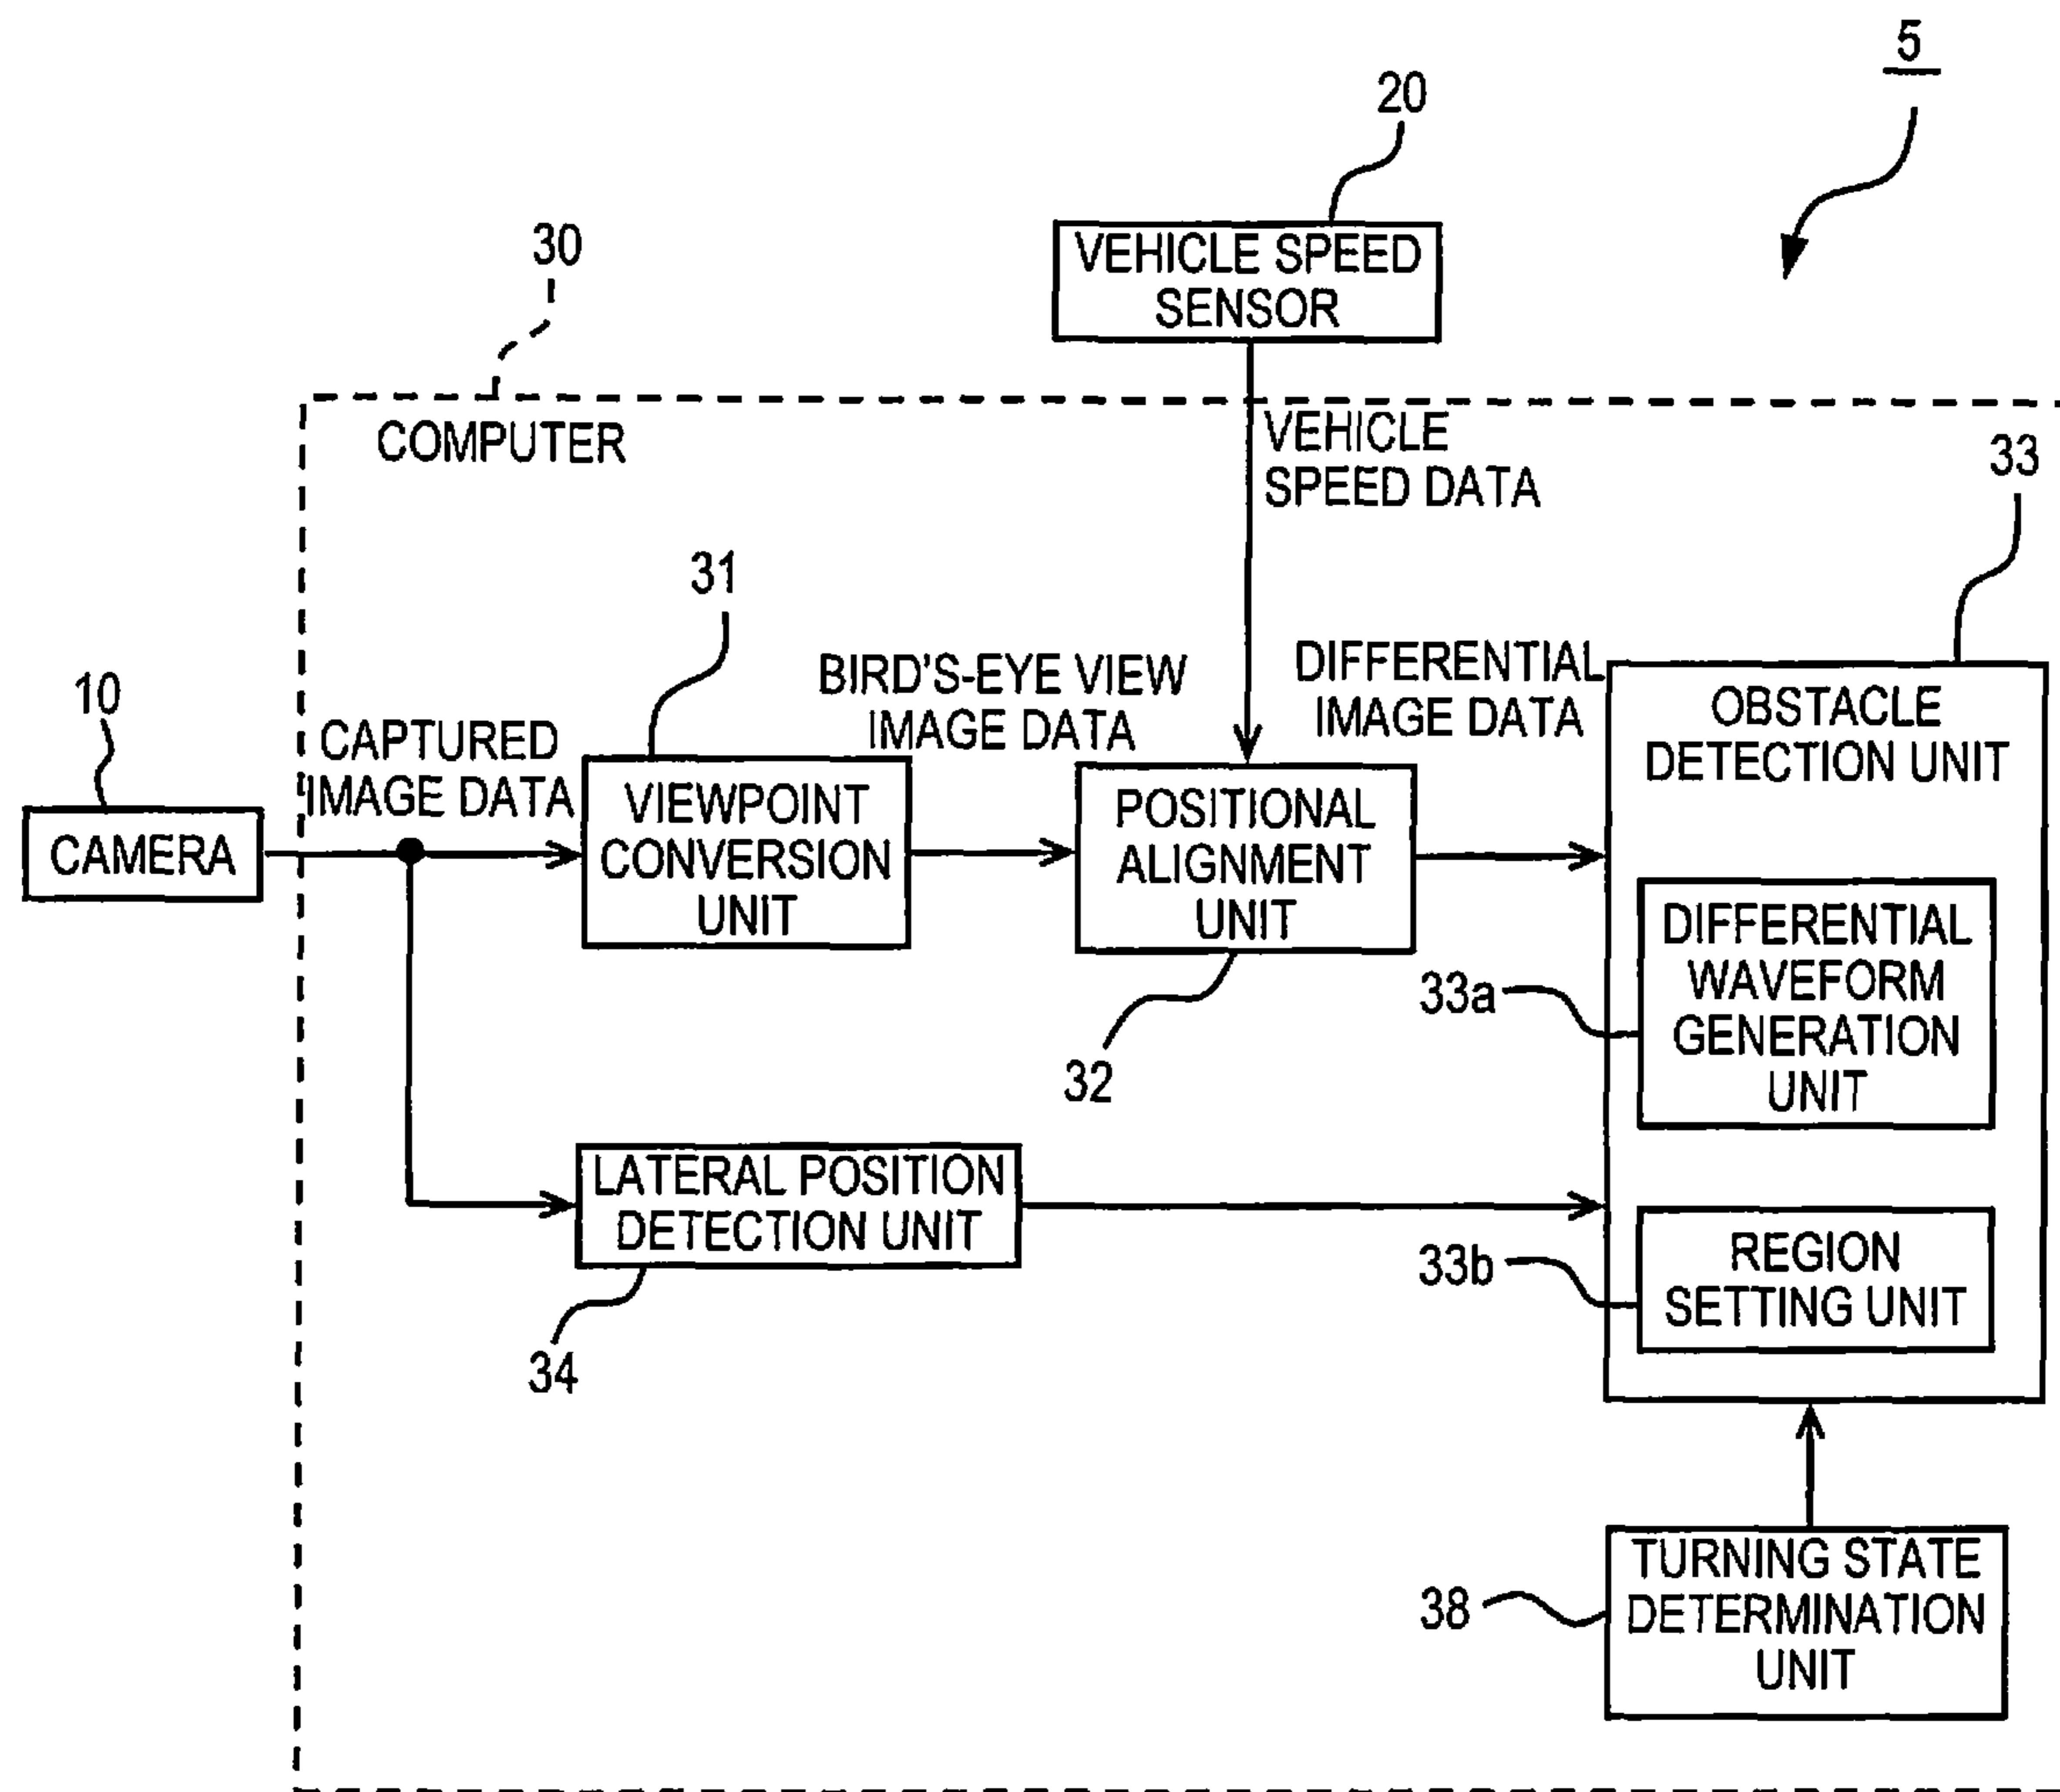 5
20
VEHICLE SPEED
SENSOR
30
COMPUTER
VEHICLE
SPEED DATA
33
31
10
CAPTURED
IMAGE DATA
BIRD'S-EYE VIEW
IMAGE DATA
DIFFERENTIAL
IMAGE DATA
CAMERA
VIEWPOINT
CONVERSION
UNIT
POSITIONAL
ALIGNMENT
UNIT
32
OBSTACLE
DETECTION UNIT
33a
DIFFERENTIAL
WAVEFORM
GENERATION
UNIT
LATERAL POSITION
DETECTION UNIT
34
33b
REGION
SETTING UNIT
38
TURNING STATE
DETERMINATION
UNIT